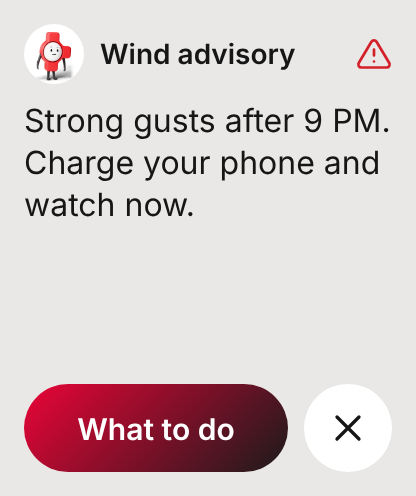 Wind advisory
Strong gusts after 9 PM.
Charge your phone and
watch now.
What to do